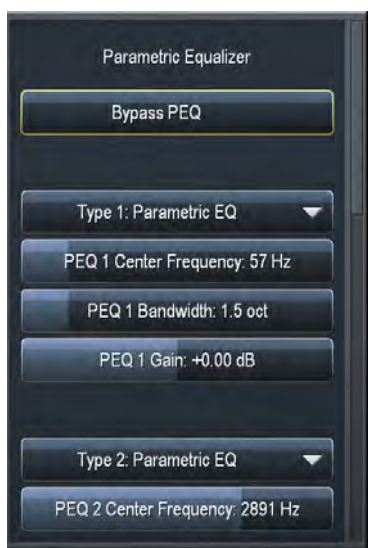 Parametric Equalizer
Bypass PEQ
Type 1: Parametric EQ
PEQ 1 Center Frequency: 57 Hz
PEQ 1 Bandwidth: 1.5 oct
PEQ 1 Gain: +0.00 dB
Type 2: Parametric EQ
PEQ 2 Center Frequency: 2891 Hz